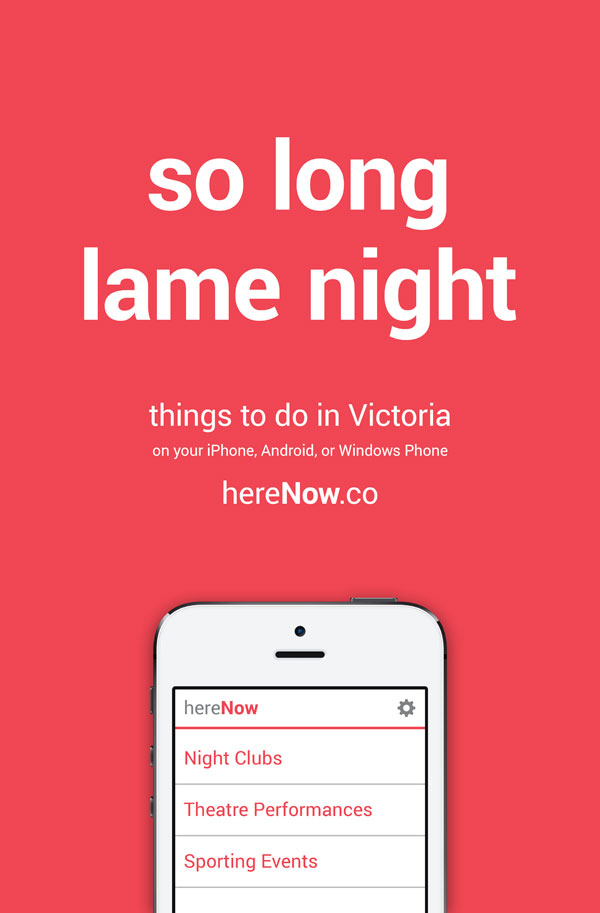 so long
lame night
things to do in Victoria
on your iPhone, Android, or Windows Phone
hereNow.co
hereNow
Night Clubs
Theatre Performances
Sporting Events